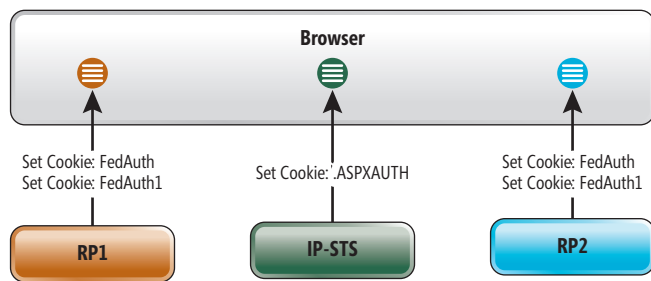 Browser
Set Cookie: FedAuth
Set Cookie: FedAuth1
Set Cookie: .ASPXAUTH
Set Cookie: FedAuth
Set Cookie: FedAuth1
RP1
IP-STS
RP2